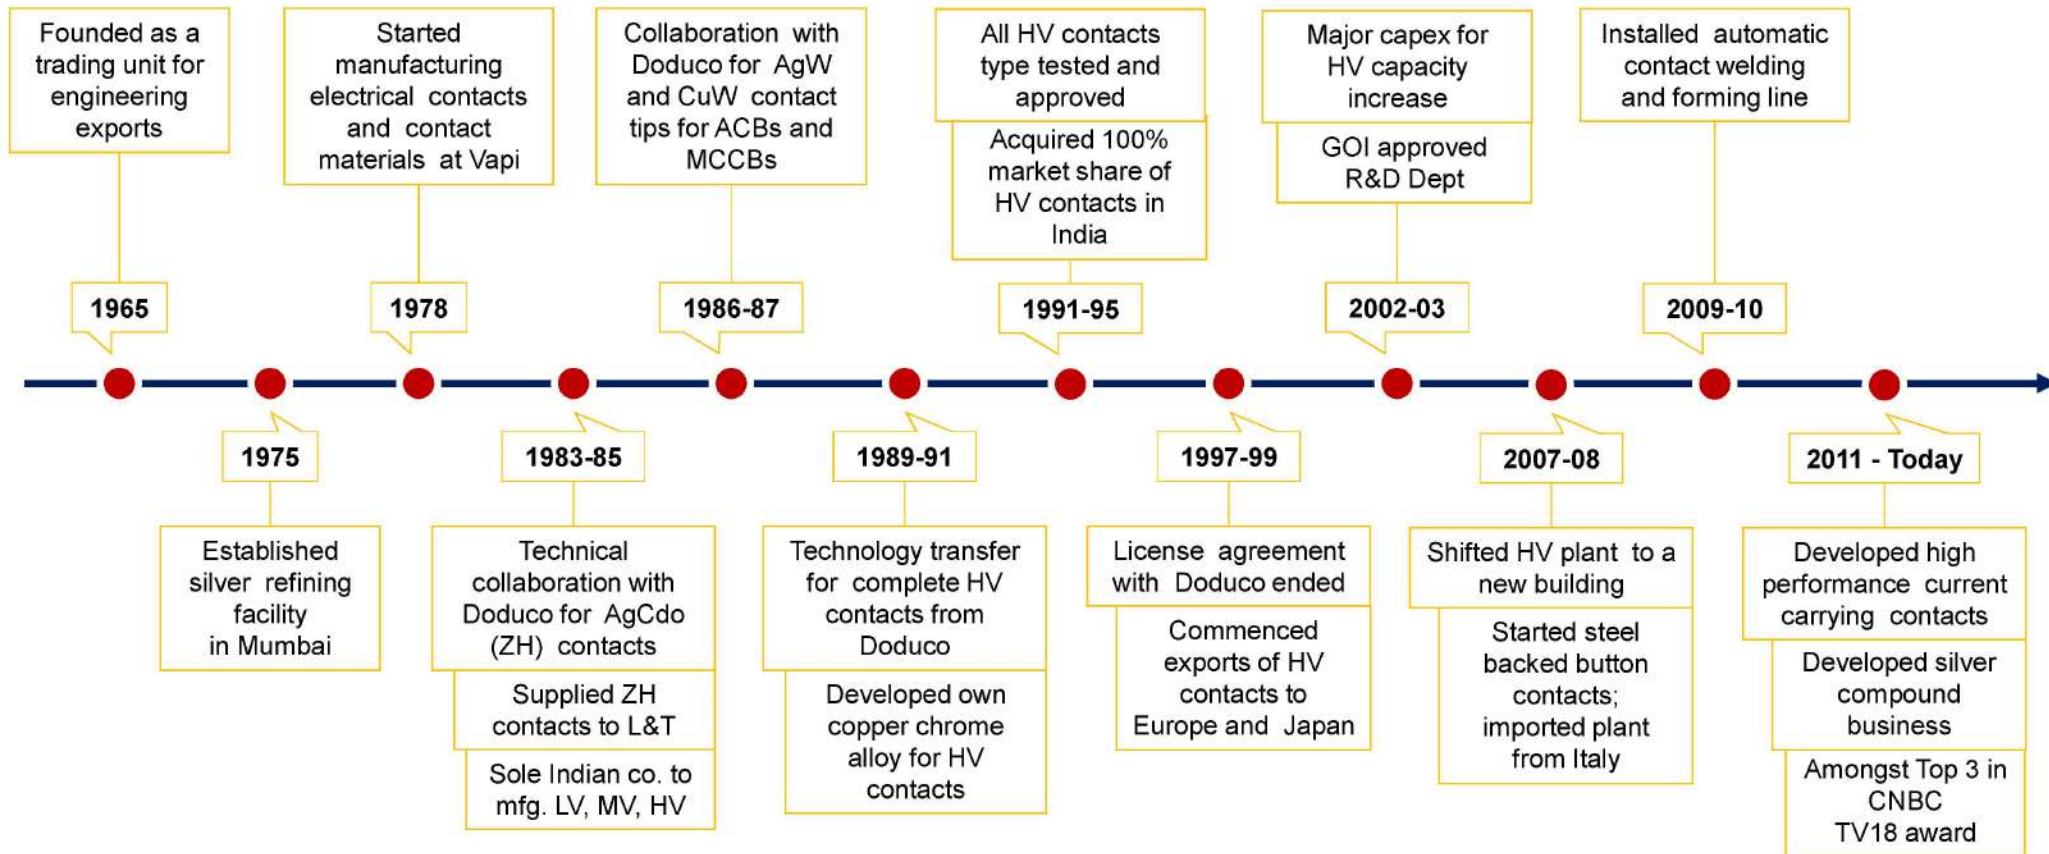 Founded as a
trading unit for
engineering
exports
1965
1975
Established
silver refining
facility
in Mumbai
Started
manufacturing
electrical contacts
and contact
materials at Vapi
1978
1983-85
Technical
collaboration with
Doduco for AgCdo
(ZH) contacts
Supplied ZH
contacts to L&T
Sole Indian co. to
mfg. LV, MV, HV
Collaboration with
Doduco for AgW
and CuW contact
tips for ACBs and
MCCBs
1986-87
1989-91
Technology transfer
for complete HV
contacts from
Doduco
Developed own
copper chrome
alloy for HV
contacts
All HV contacts
type tested and
approved
Acquired 100%
market share of
HV contacts in
India
1991-95
1997-99
License agreement
with Doduco ended
Commenced
exports of HV
contacts to
Europe and Japan
Major capex for
HV capacity
increase
GOI approved
R&D Dept
2002-03
2007-08
Shifted HV plant to a
new building
Started steel
backed button
contacts;
imported plant
from Italy
Installed automatic
contact welding
and forming line
2009-10
2011 - Today
Developed high
performance current
carrying contacts
Developed silver
compound
business
Amongst Top 3 in
CNBC
TV18 award